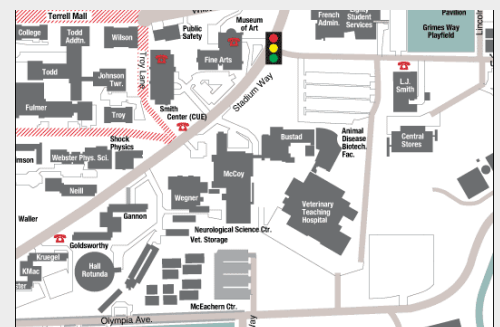 Terrell Mall
College
Todd
Addtn.
Wilson
Public
Safety
Museum
of Art
French
Admin.
Student
Services
Pavilion
Grimes Way
Playfield
Lincoln
Todd
Johnson
Twr.
Troy Lane
Fine Arts
Stadium Way
L.J.
Smith
Fulmer
Troy
Smith
Center (CUE)
Shock
Physics
Webster Phys. Sci.
Bustad
Animal
Disease
Biotech.
Fac.
Central
Stores
McCoy
Neill
Wegner
Veterinary
Teaching
Hospital
Waller
Gannon
Goldsworthy
Neurological Science Ctr.
Vet. Storage
Kruegel
KMac
Hall
Rotunda
McEachern Ctr.
Olympia Ave.